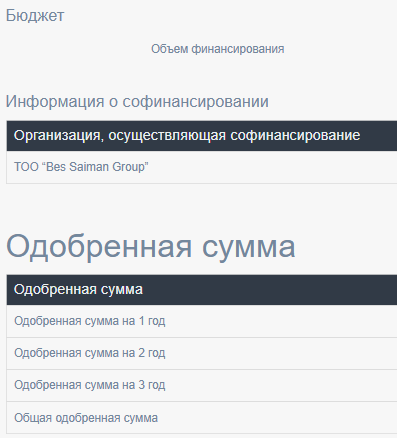 Бюджет
Объем финансирования
Информация о софинансировании
Организация, осуществляющая софинансирование
ТОО “Bes Saiman Group”
Одобренная сумма
Одобренная сумма
Одобренная сумма на 1 год
Одобренная сумма на 2 год
Одобренная сумма на 3 год
Общая одобренная сумма